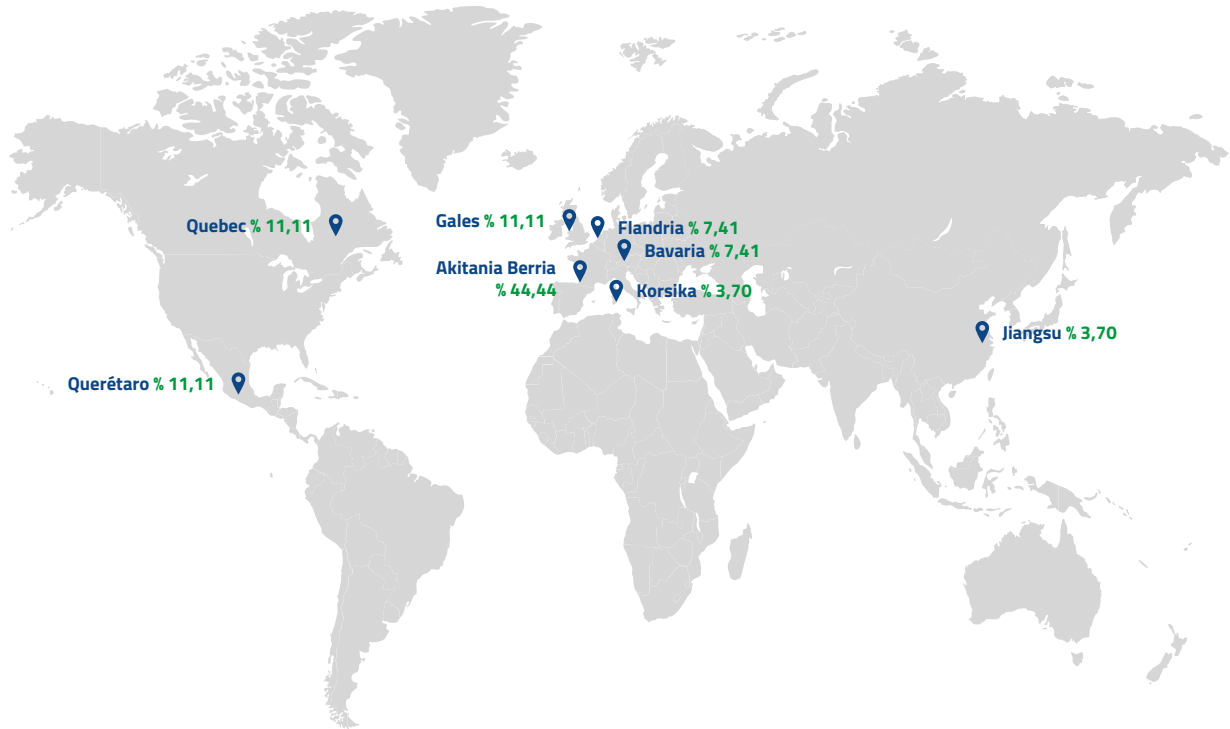 Quebec % 11,11
Gales % 11,11
Flandria % 7,41
Bavaria % 7,41
Akitania Berria
% 44,44
Korsika % 3,70
Jiangsu % 3,70
Querétaro % 11,11